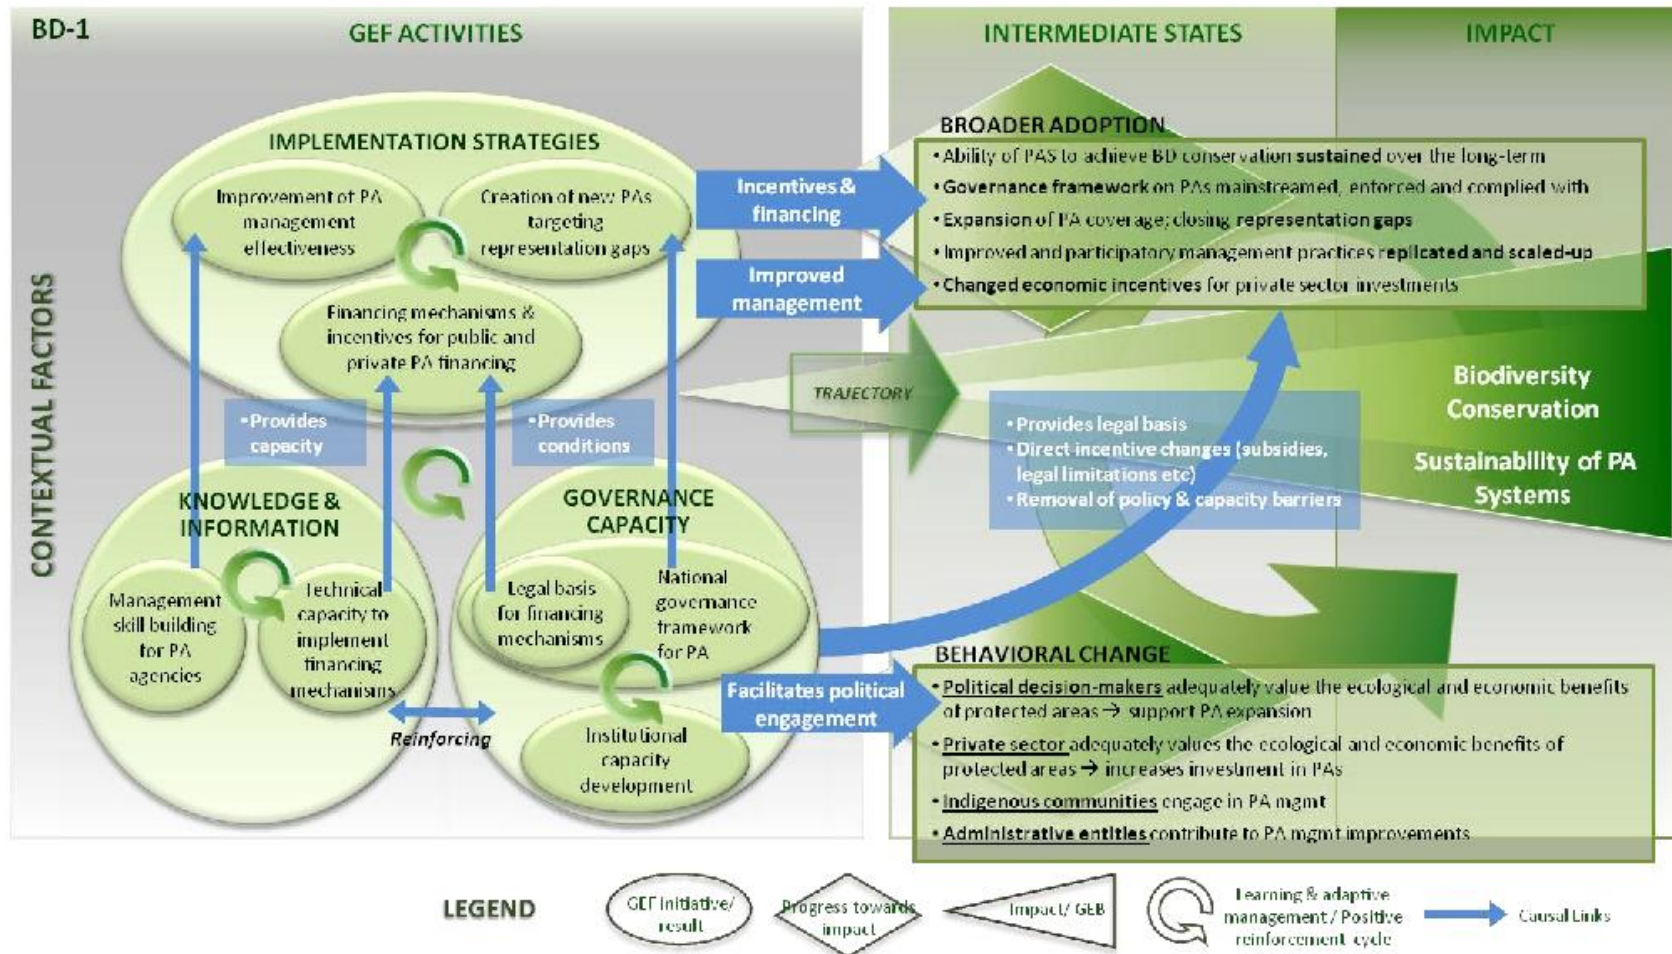 BD-1
GEF ACTIVITIES
INTERMEDIATE STATES
IMPACT
CONTEXTUAL FACTORS
IMPLEMENTATION STRATEGIES
Improvement of PA
management
effectiveness
Creation of new PAs
targeting
representation gaps
Financing mechanisms &
incentives for public and
private PA financing
Incentives &
financing
Improved
management
BROADER ADOPTION
• Ability of PAS to achieve BD conservation sustained over the long-term
• Governance framework on PAs mainstreamed, enforced and complied with
• Expansion of PA coverage; closing representation gaps
• Improved and participatory management practices replicated and scaled-up
• Changed economic incentives for private sector investments
TRAJECTORY
• Provides
capacity
• Provides
conditions
• Provides legal basis
• Direct incentive changes (subsidies,
legal limitations etc)
• Removal of policy & capacity barriers
Biodiversity
Conservation
Sustainability of PA
Systems
KNOWLEDGE &
INFORMATION
Management
skill building
for PA
agencies
Technical
capacity to
implement
financing
mechanisms
GOVERNANCE
CAPACITY
Legal basis
for financing
mechanisms
National
governance
framework
for PA
Institutional
capacity
development
Reinforcing
Facilitates political
engagement
BEHAVIORAL CHANGE
• Political decision-makers adequately value the ecological and economic benefits
of protected areas → support PA expansion
• Private sector adequately values the ecological and economic benefits of
protected areas → increases investment in PAs
• Indigenous communities engage in PA mgmt
• Administrative entities contribute to PA mgmt improvements
LEGEND
GEF initiative/
result
Progress towards
impact
Impact/ GEB
Learning & adaptive
management / Positive
reinforcement cycle
Causal Links